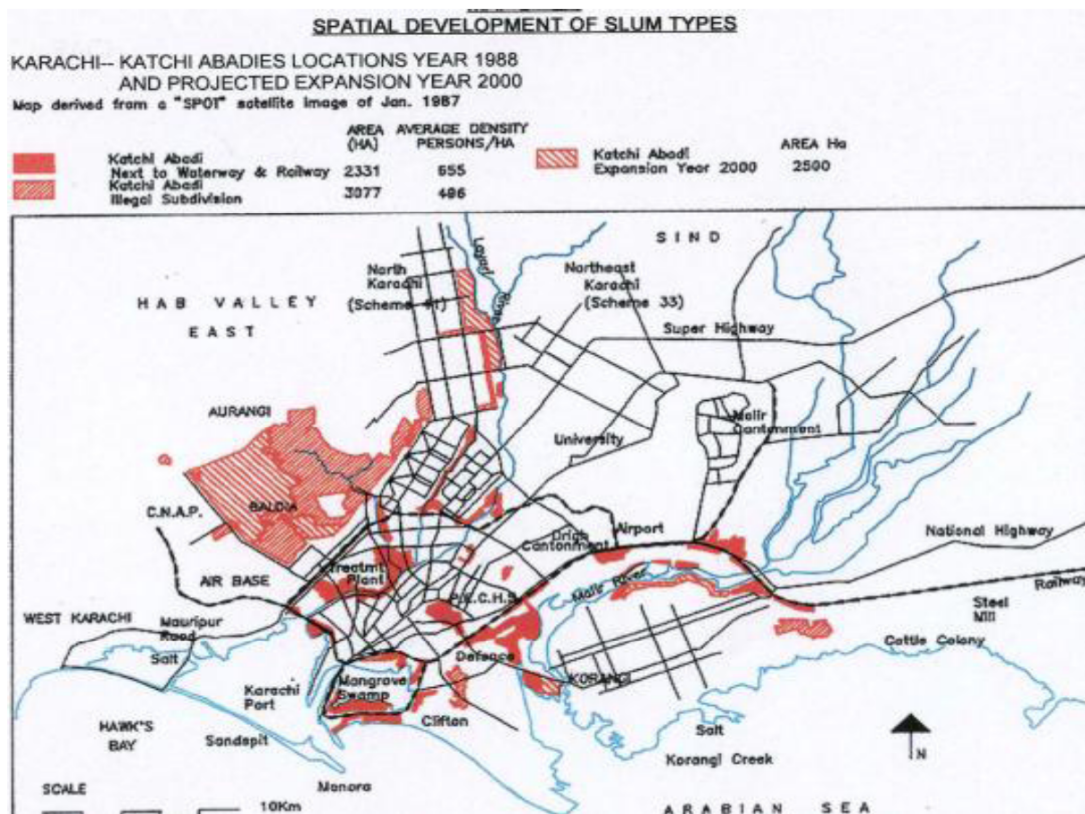 SPATIAL DEVELOPMENT OF SLUM TYPES
KARACHI-- KATCHI ABADIES LOCATIONS YEAR 1988
AND PROJECTED EXPANSION YEAR 2000
Map derived from a "SPOT" satellite image of Jan. 1987
AREA AVERAGE DENSITY
(HA) PERSONS/HA
Katchi Abadi
Next to Waterway & Railway 2331 655
Katchi Abadi
Illegal Subdivision 3077 486
AREA Ha
Katchi Abadi
Expansion Year 2000 2500
SIND
Layari
River
North
Karachi
(Scheme 41)
Northeast
Karachi
(Scheme 33)
HAB VALLEY
EAST
Super Highway
AURANGI
Malir
Cantonment
University
BALDIA
C.N.A.P.
Airport
Drigh
Cantonment
National Highway
Treatmt
Plant
AIR BASE
Malir River
P.E.C.H.S
Railway
WEST KARACHI
Mauripur
Road
Steel
Mill
Cattle Colony
Salt
Defence
KORANGI
Karachi
Port
Mangrove
Swamp
HAWK'S
BAY
Sandspit
Clifton
Salt
N
Korangi Creek
Manora
SCALE
10Km
ARABIAN SEA